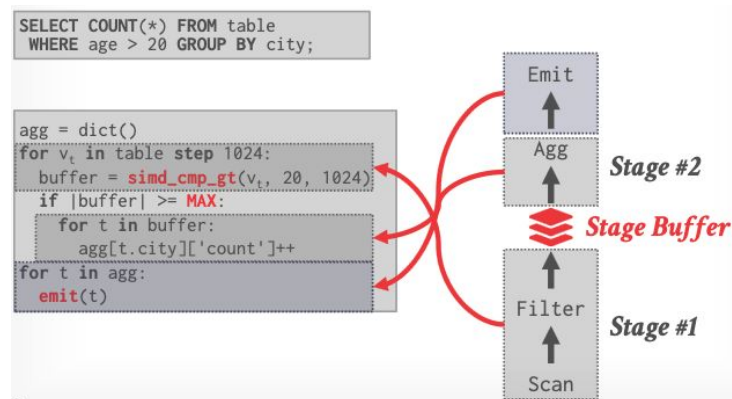 SELECT COUNT(*) FROM table
WHERE age > 20 GROUP BY city;
agg = dict()
for vₜ in table step 1024:
buffer = simd_cmp_gt(vₜ, 20, 1024)
if |buffer| >= MAX:
for t in buffer:
agg[t.city]['count']++
for t in agg:
emit(t)
Emit
Agg
Stage #2
Stage Buffer
Filter
Stage #1
Scan